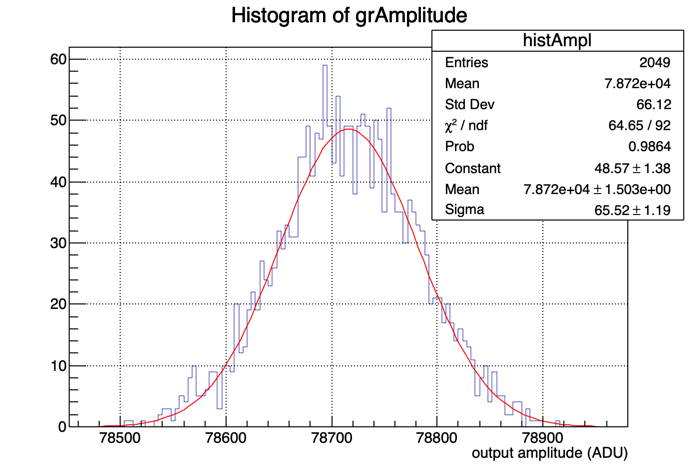 Histogram of grAmplitude
histAmpl
Entries 2049
Mean 7.872e+04
Std Dev 66.12
χ² / ndf 64.65 / 92
Prob 0.9864
Constant 48.57 ± 1.38
Mean 7.872e+04 ± 1.503e+00
Sigma 65.52 ± 1.19
60
50
40
30
20
10
0
78500 78600 78700 78800 78900
output amplitude (ADU)